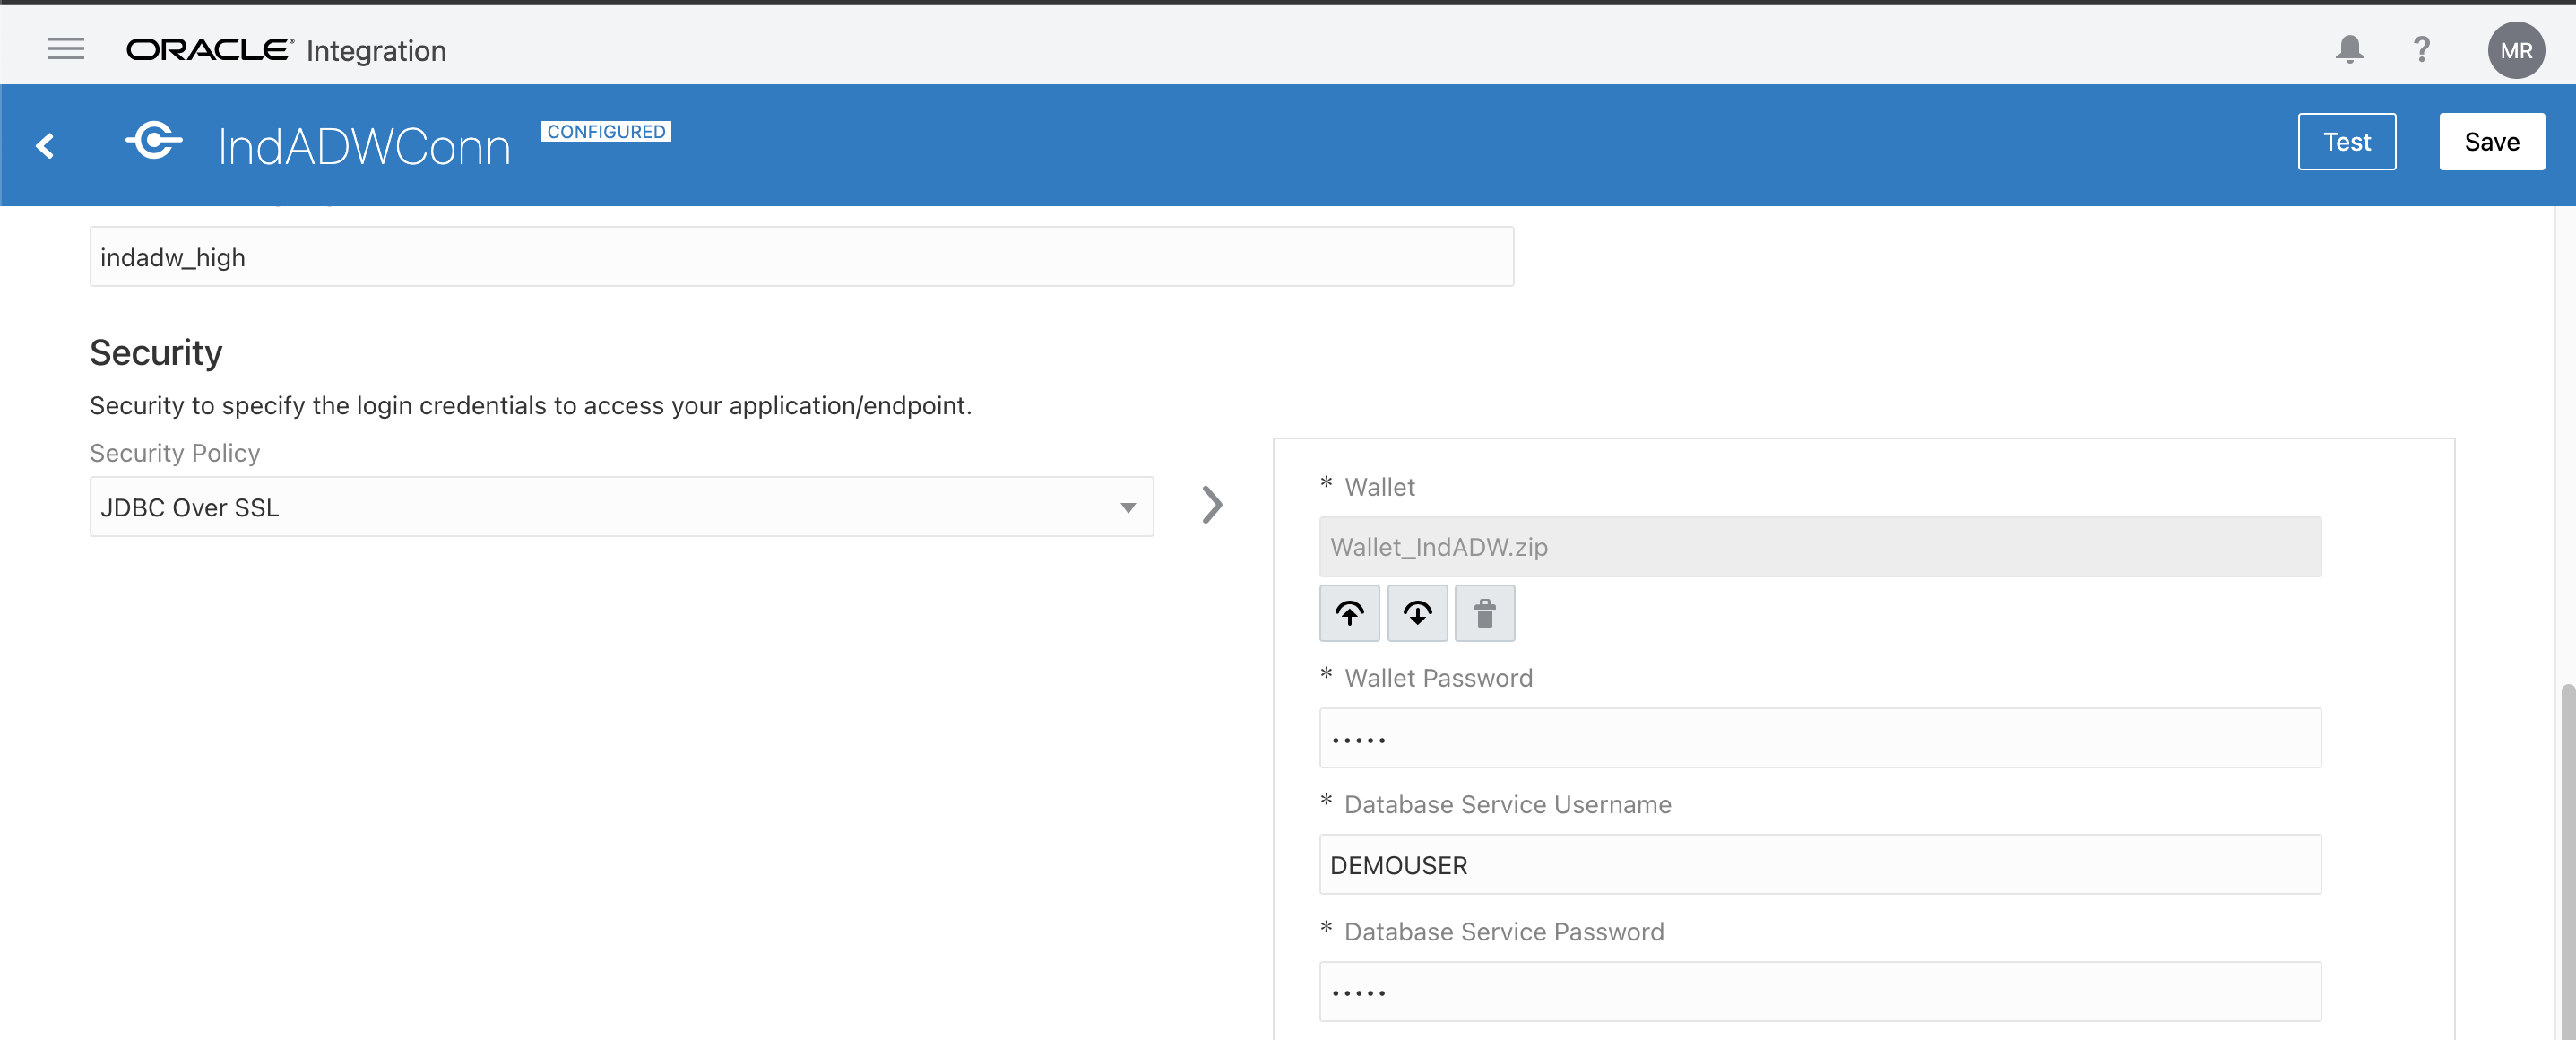 ORACLE® Integration
?
MR
IndADWConn
CONFIGURED
Test
Save
indadw_high
Security
Security to specify the login credentials to access your application/endpoint.
Security Policy
JDBC Over SSL
* Wallet
Wallet_IndADW.zip
* Wallet Password
•••••
* Database Service Username
DEMOUSER
* Database Service Password
•••••